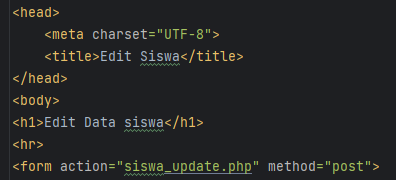 <head>
<meta charset="UTF-8">
<title>Edit Siswa</title>
</head>
<body>
<h1>Edit Data siswa</h1>
<hr>
<form action="siswa_update.php" method="post">